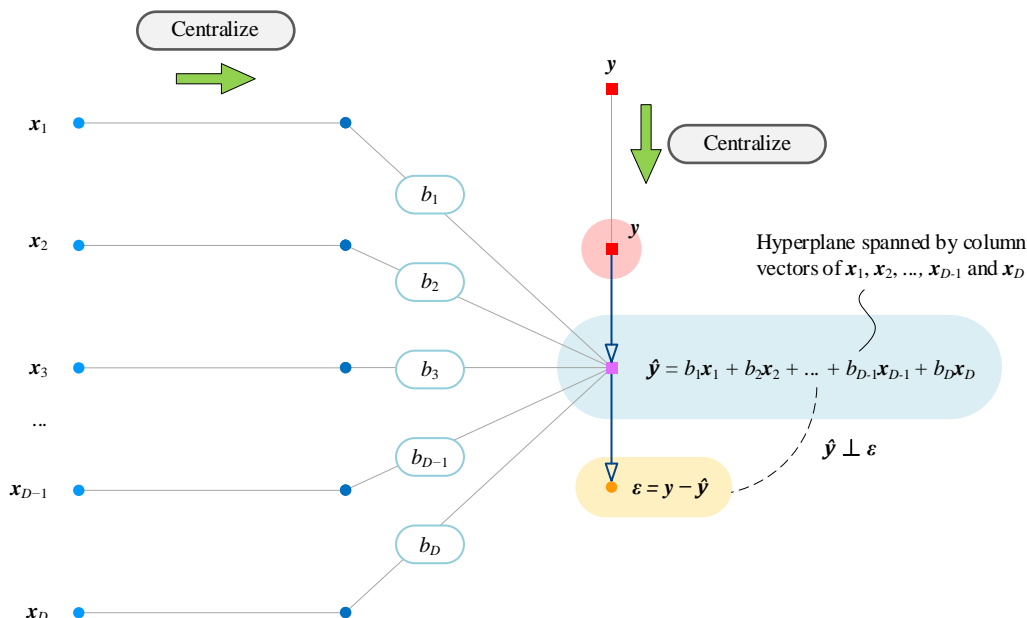 Centralize
y
x1
Centralize
b1
x2
y
Hyperplane spanned by column
vectors of x1, x2, ..., xD-1 and xD
b2
x3
b3
ŷ = b1x1 + b2x2 + ... + bD-1xD-1 + bDxD
...
bD−1
ŷ ⊥ ε
xD−1
ε = y − ŷ
bD
xD